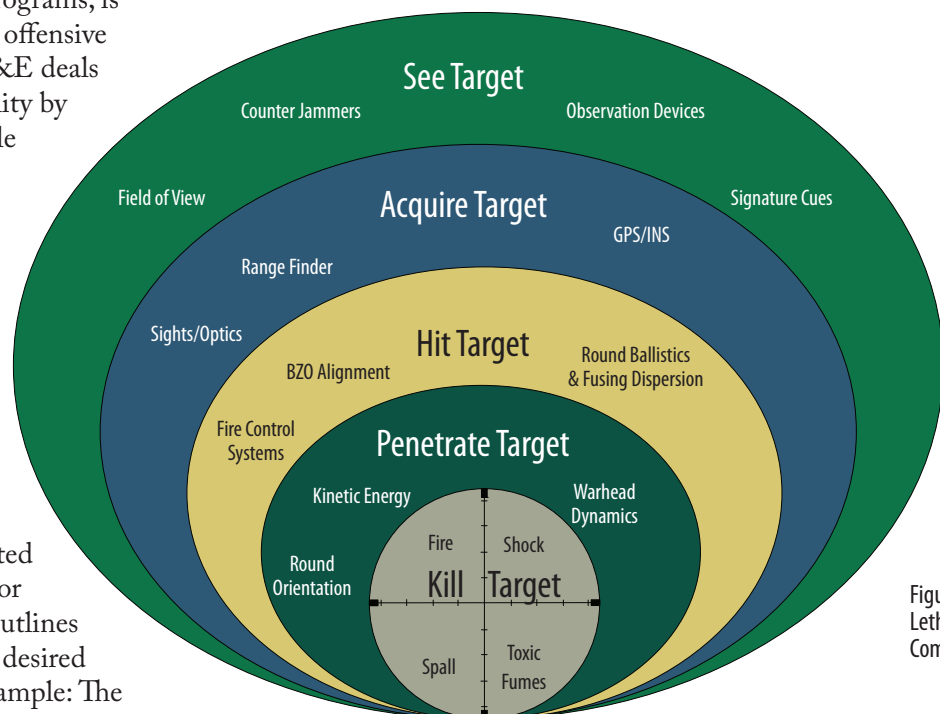 ograms, is
offensive
&E deals
lity by
le
See Target
Counter Jammers
Observation Devices
Field of View
Signature Cues
Acquire Target
GPS/INS
Range Finder
Sights/Optics
Hit Target
BZO Alignment
Round Ballistics
& Fusing Dispersion
Fire Control
Systems
Penetrate Target
Kinetic Energy
Warhead
Dynamics
Round
Orientation
Fire
Shock
Kill Target
Spall
Toxic
Fumes
ted
or
utlines
desired
ample: The
Figu
Leth
Com